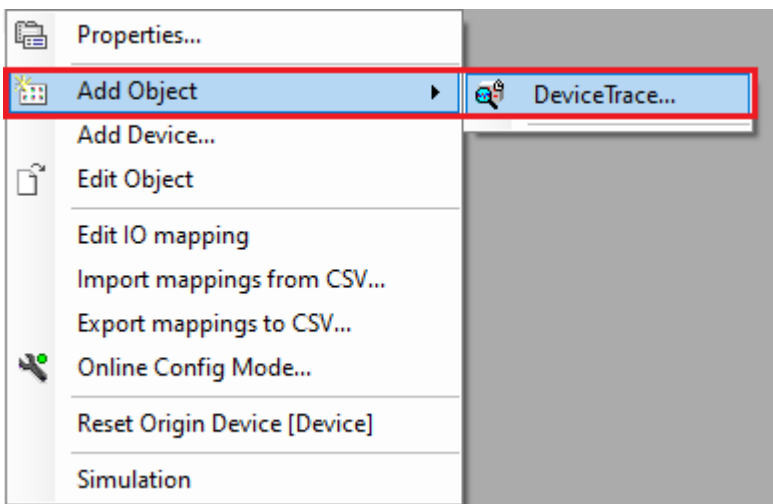 Properties...
Add Object
DeviceTrace...
Add Device...
Edit Object
Edit IO mapping
Import mappings from CSV...
Export mappings to CSV...
Online Config Mode...
Reset Origin Device [Device]
Simulation